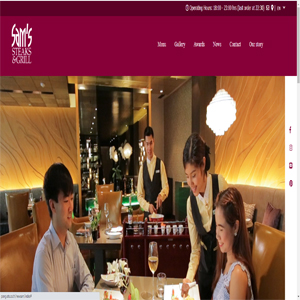 Operating Hours: 18:00 - 23:00 hrs (last order at 22:30)
Sam's
STEAKS
& GRILL
Menu Gallery Awards News Contact Our story